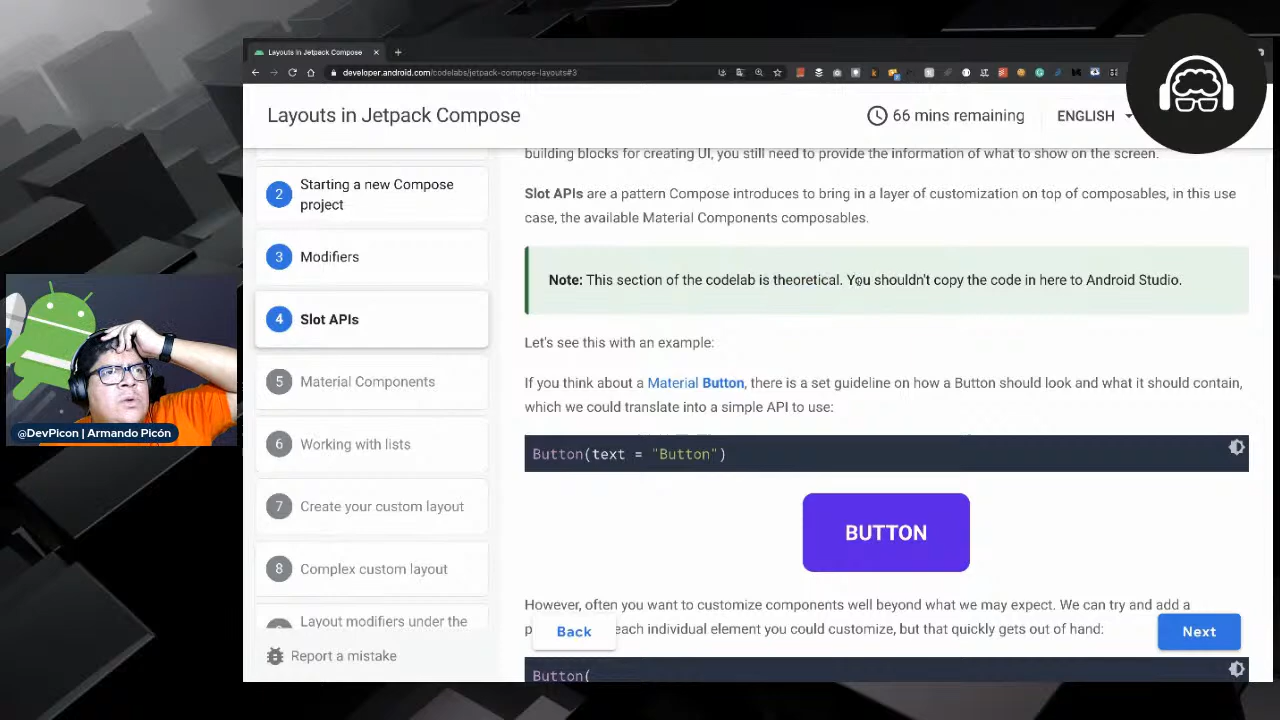 Layouts in Jetpack Compose
developer.android.com/codelabs/jetpack-compose-layouts#3
Layouts in Jetpack Compose
66 mins remaining
ENGLISH
2
Starting a new Compose
project
3
Modifiers
4
Slot APIs
5
Material Components
6
Working with lists
7
Create your custom layout
8
Complex custom layout
Layout modifiers under the
Report a mistake
building blocks for creating UI, you still need to provide the information of what to show on the screen.
Slot APIs are a pattern Compose introduces to bring in a layer of customization on top of composables, in this use
case, the available Material Components composables.
Note: This section of the codelab is theoretical. You shouldn't copy the code in here to Android Studio.
Let's see this with an example:
If you think about a Material Button, there is a set guideline on how a Button should look and what it should contain,
which we could translate into a simple API to use:
Button(text = "Button")
BUTTON
However, often you want to customize components well beyond what we may expect. We can try and add a
each individual element you could customize, but that quickly gets out of hand:
Back
Next
Button(
@DevPicon | Armando Picón